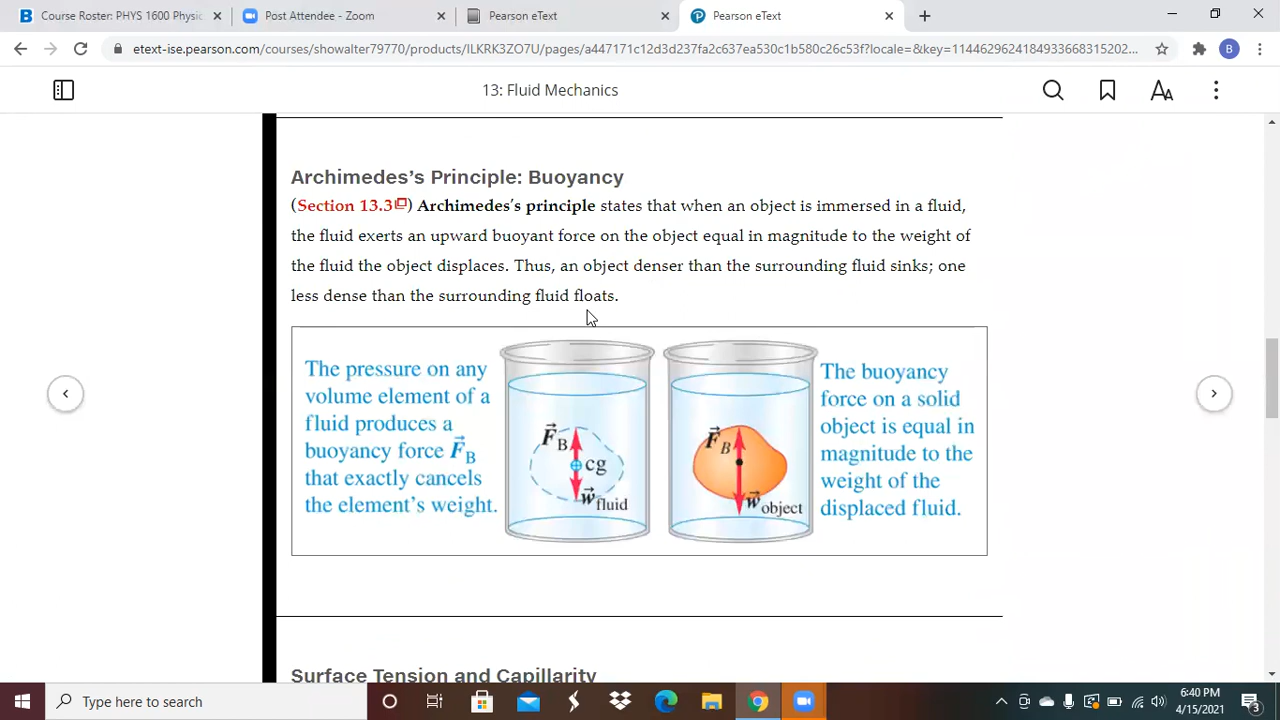 Course Roster: PHYS 1600 Physic
Post Attendee - Zoom
Pearson eText
Pearson eText
etext-ise.pearson.com/courses/showalter79770/products/ILKRK3ZO7U/pages/a447171c12d3d237fa2c637ea530c1b580c26c53f?locale=&key=1144629624184933668315202...
B
13: Fluid Mechanics
Archimedes's Principle: Buoyancy
(Section 13.3) Archimedes's principle states that when an object is immersed in a fluid,
the fluid exerts an upward buoyant force on the object equal in magnitude to the weight of
the fluid the object displaces. Thus, an object denser than the surrounding fluid sinks; one
less dense than the surrounding fluid floats.
The pressure on any
volume element of a
fluid produces a
buoyancy force F⃗B
that exactly cancels
the element's weight.
F⃗B
cg
w⃗fluid
F⃗B
w⃗object
The buoyancy
force on a solid
object is equal in
magnitude to the
weight of the
displaced fluid.
Surface Tension and Capillarity
Type here to search
6:40 PM
4/15/2021
3